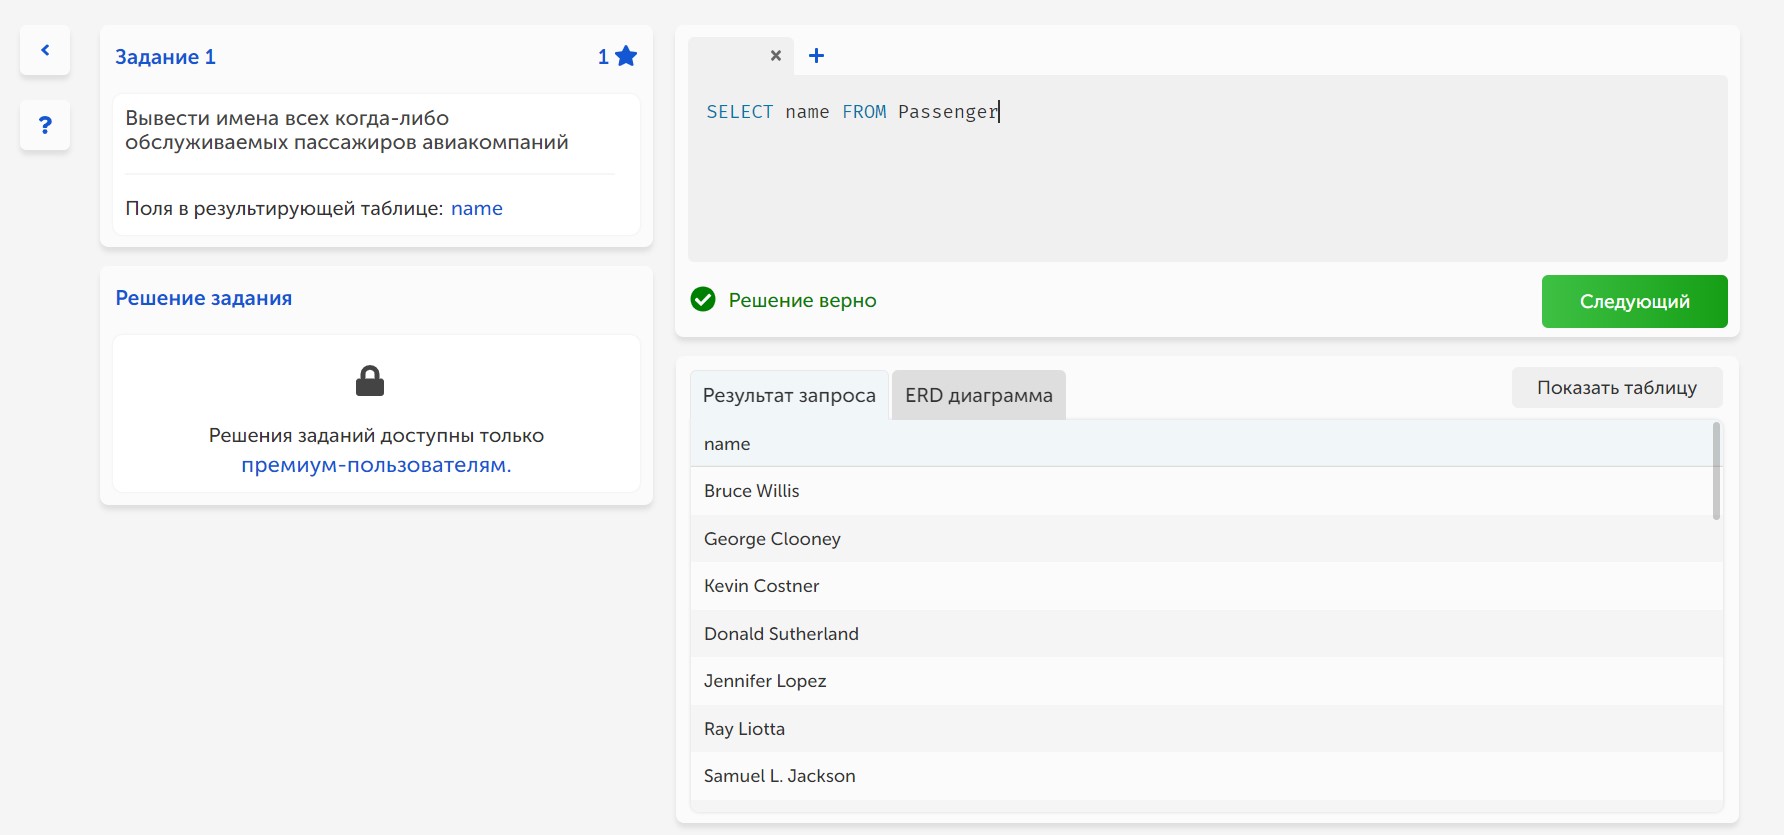 Задание 1
1
Вывести имена всех когда-либо
обслуживаемых пассажиров авиакомпаний
Поля в результирующей таблице: name
Решение задания
Решения заданий доступны только
премиум-пользователям.
SELECT name FROM Passenger
Решение верно
Следующий
Результат запроса
ERD диаграмма
Показать таблицу
name
Bruce Willis
George Clooney
Kevin Costner
Donald Sutherland
Jennifer Lopez
Ray Liotta
Samuel L. Jackson